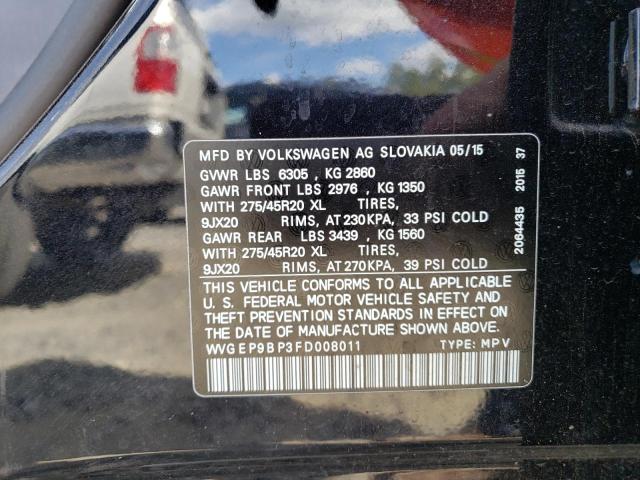 MFD BY VOLKSWAGEN AG SLOVAKIA 05/15
GVWR LBS 6305, KG 2860
GAWR FRONT LBS 2976, KG 1350
WITH 275/45R20 XL TIRES,
9JX20 RIMS, AT 230KPA, 33 PSI COLD
GAWR REAR LBS 3439, KG 1560
WITH 275/45R20 XL TIRES,
9JX20 RIMS, AT 270KPA, 39 PSI COLD
THIS VEHICLE CONFORMS TO ALL APPLICABLE
U. S. FEDERAL MOTOR VEHICLE SAFETY AND
THEFT PREVENTION STANDARDS IN EFFECT ON
THE DATE OF MANUFACTURE SHOWN ABOVE.
WVGEP9BP3FD008011 TYPE: MPV
2064435 2015 37